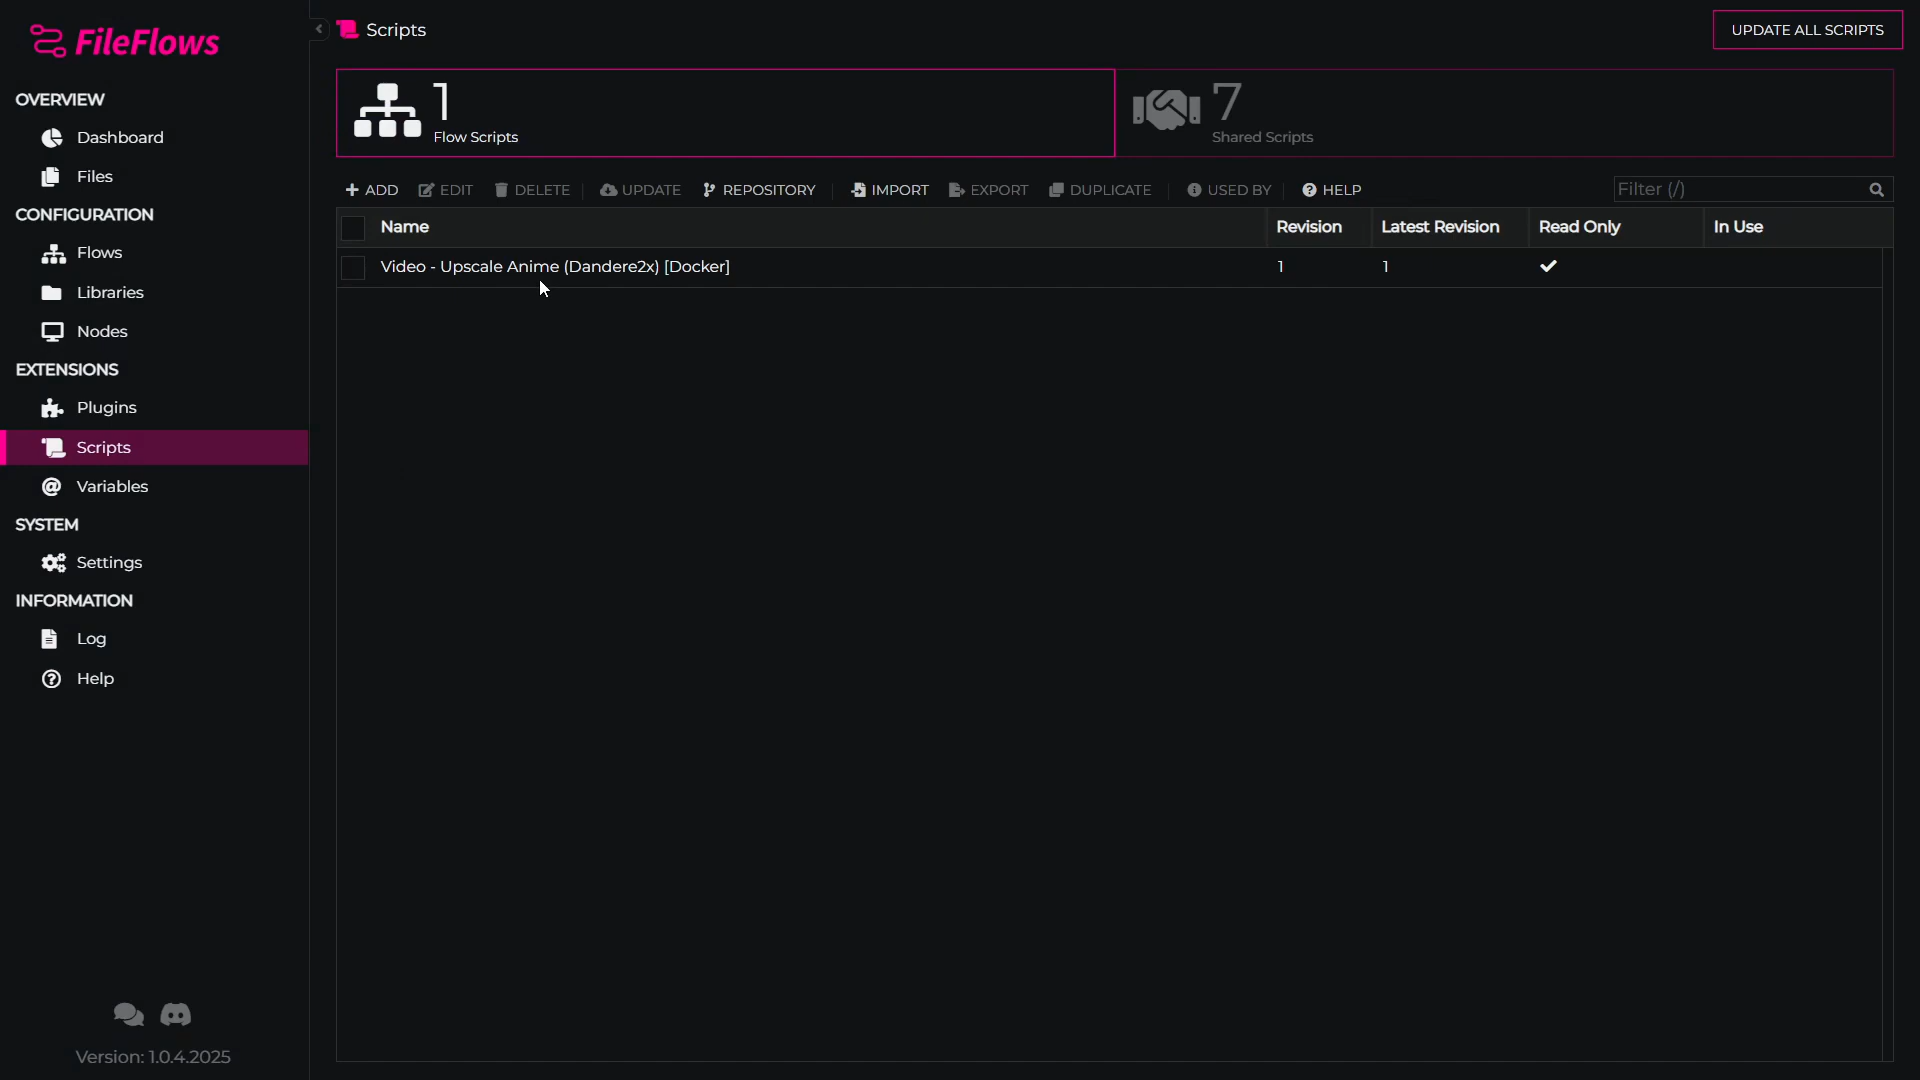 FileFlows
OVERVIEW
Dashboard
Files
CONFIGURATION
Flows
Libraries
Nodes
EXTENSIONS
Plugins
Scripts
Variables
SYSTEM
Settings
INFORMATION
Log
Help
Version: 1.0.4.2025
Scripts
UPDATE ALL SCRIPTS
1
Flow Scripts
7
Shared Scripts
ADD EDIT DELETE UPDATE REPOSITORY IMPORT EXPORT DUPLICATE USED BY HELP Filter (/)
Name Revision Latest Revision Read Only In Use
Video - Upscale Anime (Dandere2x) [Docker] 1 1